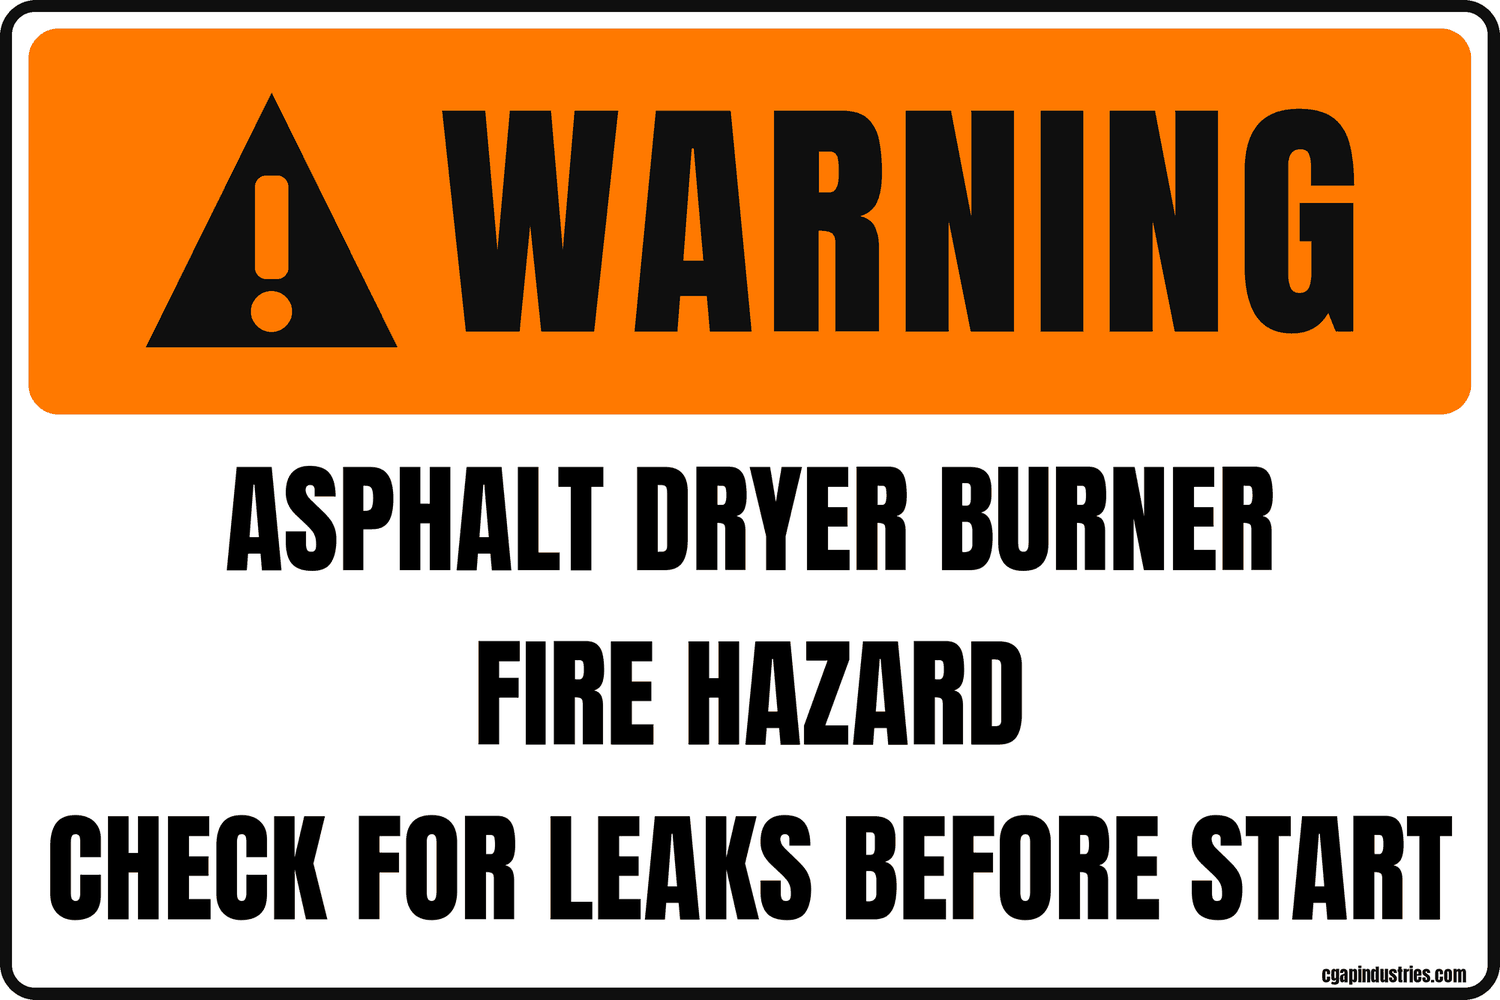 WARNING
ASPHALT DRYER BURNER
FIRE HAZARD
CHECK FOR LEAKS BEFORE START
cgapindustries.com